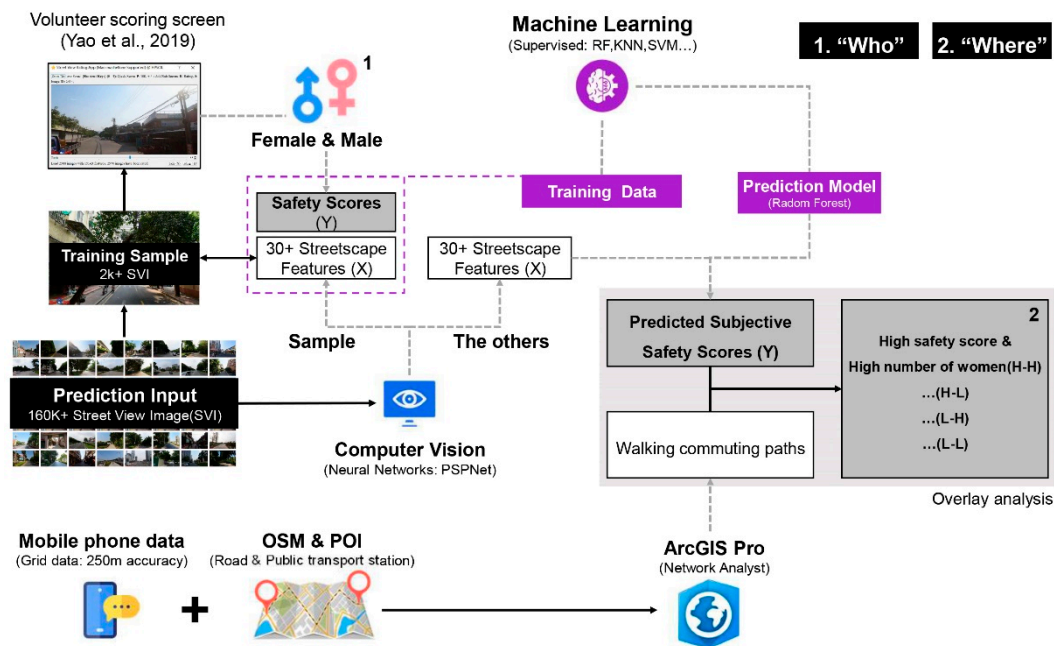 Volunteer scoring screen
(Yao et al., 2019)
1
Female & Male
Machine Learning
(Supervised: RF,KNN,SVM...)
1. “Who”
2. “Where”
Safety Scores
(Y)
30+ Streetscape
Features (X)
Training Data
Prediction Model
(Radom Forest)
Training Sample
2k+ SVI
30+ Streetscape
Features (X)
Sample
The others
Prediction Input
160K+ Street View Image(SVI)
Computer Vision
(Neural Networks: PSPNet)
Predicted Subjective
Safety Scores (Y)
Walking commuting paths
2
High safety score &
High number of women(H-H)
...(H-L)
...(L-H)
...(L-L)
Overlay analysis
Mobile phone data
(Grid data: 250m accuracy)
+
OSM & POI
(Road & Public transport station)
ArcGIS Pro
(Network Analyst)